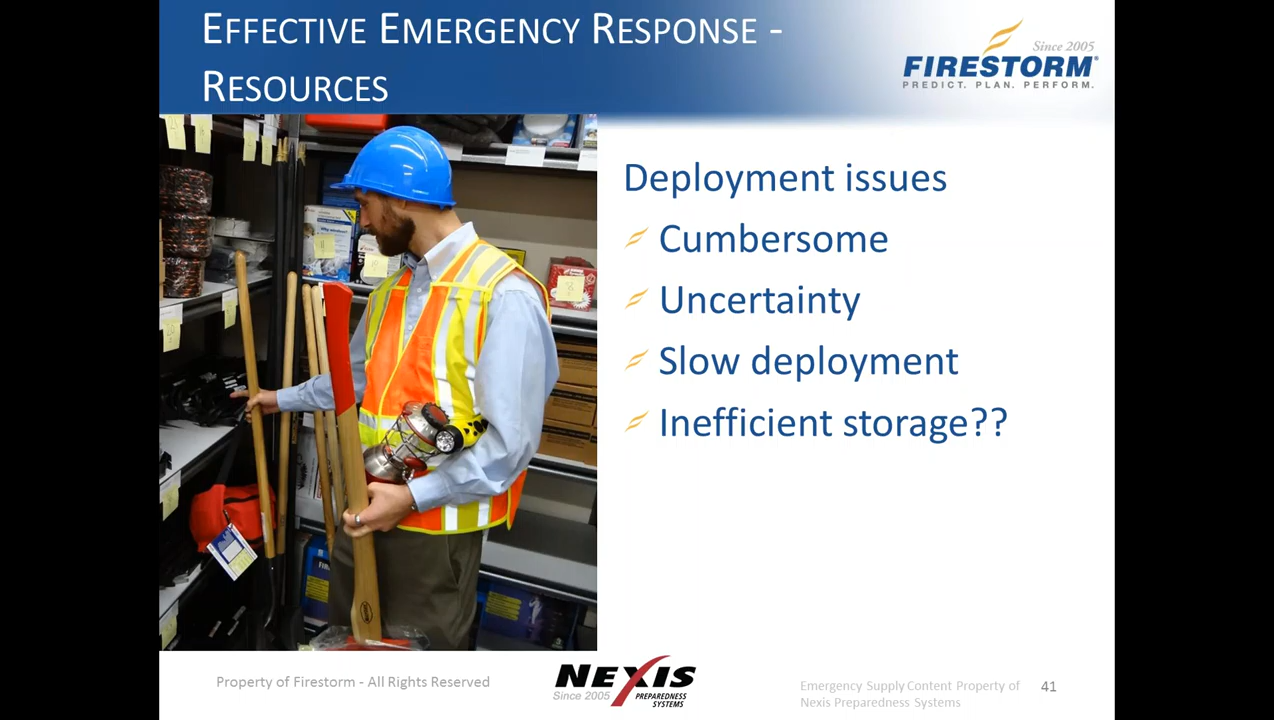 EFFECTIVE EMERGENCY RESPONSE -
RESOURCES
Since 2005
FIRESTORM®
PREDICT. PLAN. PERFORM.
Deployment issues
Cumbersome
Uncertainty
Slow deployment
Inefficient storage??
Property of Firestorm - All Rights Reserved
NEXIS
Since 2005
PREPAREDNESS
SYSTEMS
Emergency Supply Content Property of
Nexis Preparedness Systems
41